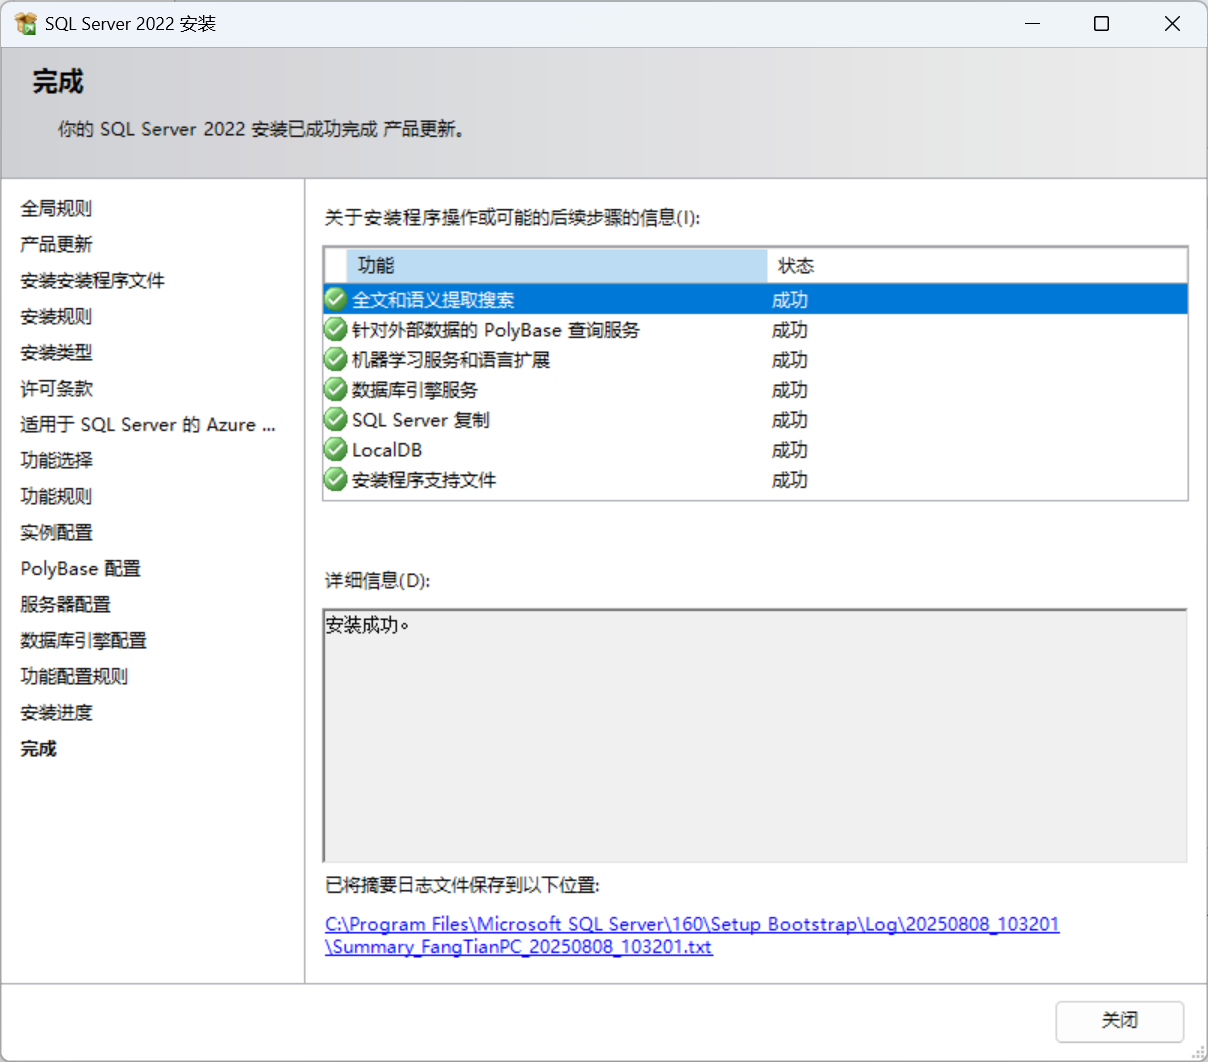 SQL Server 2022 安装
完成
你的 SQL Server 2022 安装已成功完成 产品更新。
全局规则
产品更新
安装安装程序文件
安装规则
安装类型
许可条款
适用于 SQL Server 的 Azure ...
功能选择
功能规则
实例配置
PolyBase 配置
服务器配置
数据库引擎配置
功能配置规则
安装进度
完成
关于安装程序操作或可能的后续步骤的信息(I):
功能 状态
全文和语义提取搜索 成功
针对外部数据的 PolyBase 查询服务 成功
机器学习服务和语言扩展 成功
数据库引擎服务 成功
SQL Server 复制 成功
LocalDB 成功
安装程序支持文件 成功
详细信息(D):
安装成功。
已将摘要日志文件保存到以下位置:
C:\Program Files\Microsoft SQL Server\160\Setup Bootstrap\Log\20250808_103201
\Summary_FangTianPC_20250808_103201.txt
关闭